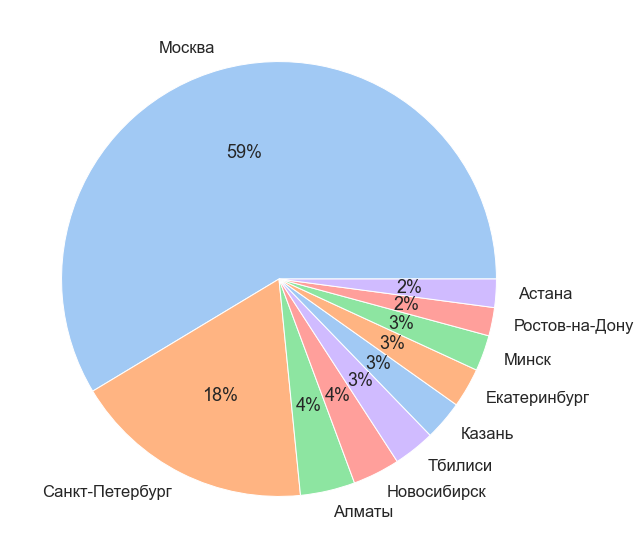 Москва
59%
2%
Астана
2%
Ростов-на-Дону
3%
Минск
3%
Екатеринбург
3%
Казань
3%
Тбилиси
4%
Новосибирск
4%
Алматы
18%
Санкт-Петербург